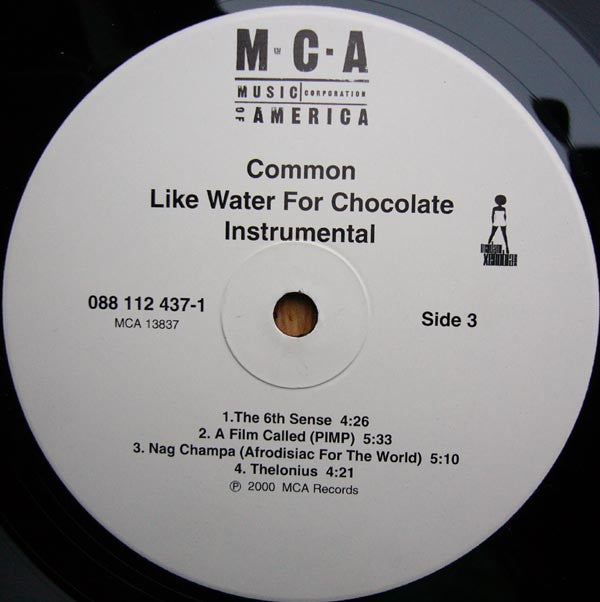 M·C·A
MUSIC CORPORATION
OF AMERICA
Common
Like Water For Chocolate
Instrumental
088 112 437-1
MCA 13837
Side 3
1.The 6th Sense 4:26
2. A Film Called (PIMP) 5:33
3. Nag Champa (Afrodisiac For The World) 5:10
4. Thelonius 4:21
℗ 2000 MCA Records